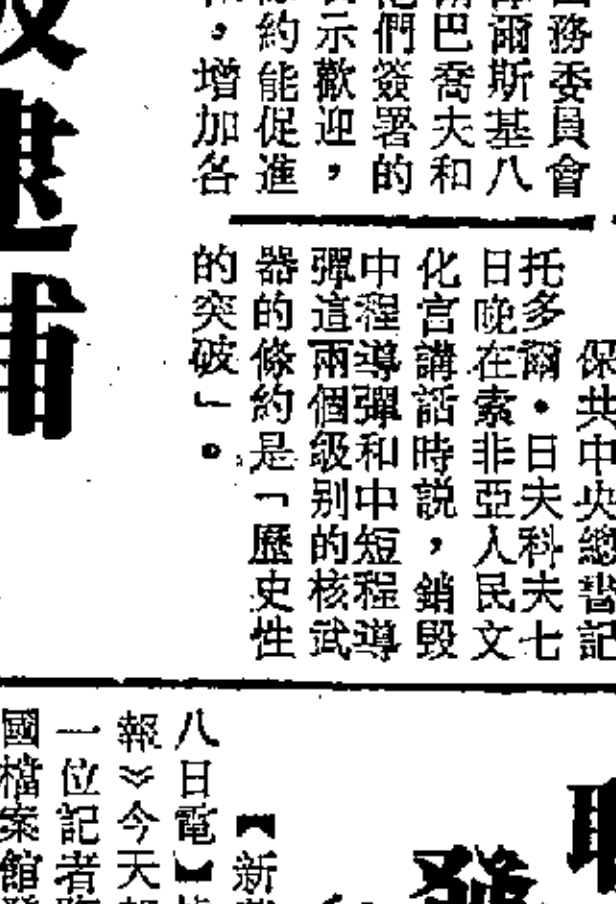 務委員會
爾斯基八
巴喬夫和
們簽署的
示歡迎，
約能促進
。增加各
保共中央總書記
托多爾·日夫科夫七
日晚在索非亞人民文
化宮講話時説，銷毀
中程導彈和中短程導
彈這兩個級别的核武
器的條約是「歷史性
的突破」。
逮捕
發
【新
八日電】
報》今天
一位記者
國檔案館